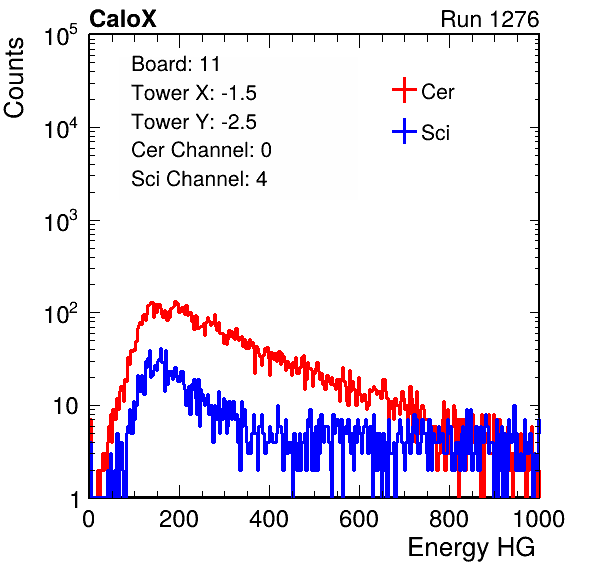 CaloX Run 1276
Counts
10^5
10^4
10^3
10^2
10
1
Board: 11
Tower X: -1.5
Tower Y: -2.5
Cer Channel: 0
Sci Channel: 4
Cer
Sci
0 200 400 600 800 1000
Energy HG